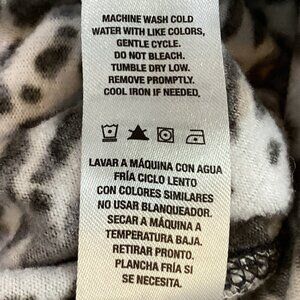 MACHINE WASH COLD
WATER WITH LIKE COLORS,
GENTLE CYCLE.
DO NOT BLEACH.
TUMBLE DRY LOW.
REMOVE PROMPTLY.
COOL IRON IF NEEDED,
LAVAR A MÁQUINA CON AGUA
FRÍA CICLO LENTO
CON COLORES SIMILARES
NO USAR BLANQUEADOR.
SECAR A MÁQUINA A
TEMPERATURA BAJA.
RETIRAR PRONTO.
PLANCHA FRÍA SI
SE NECESITA.